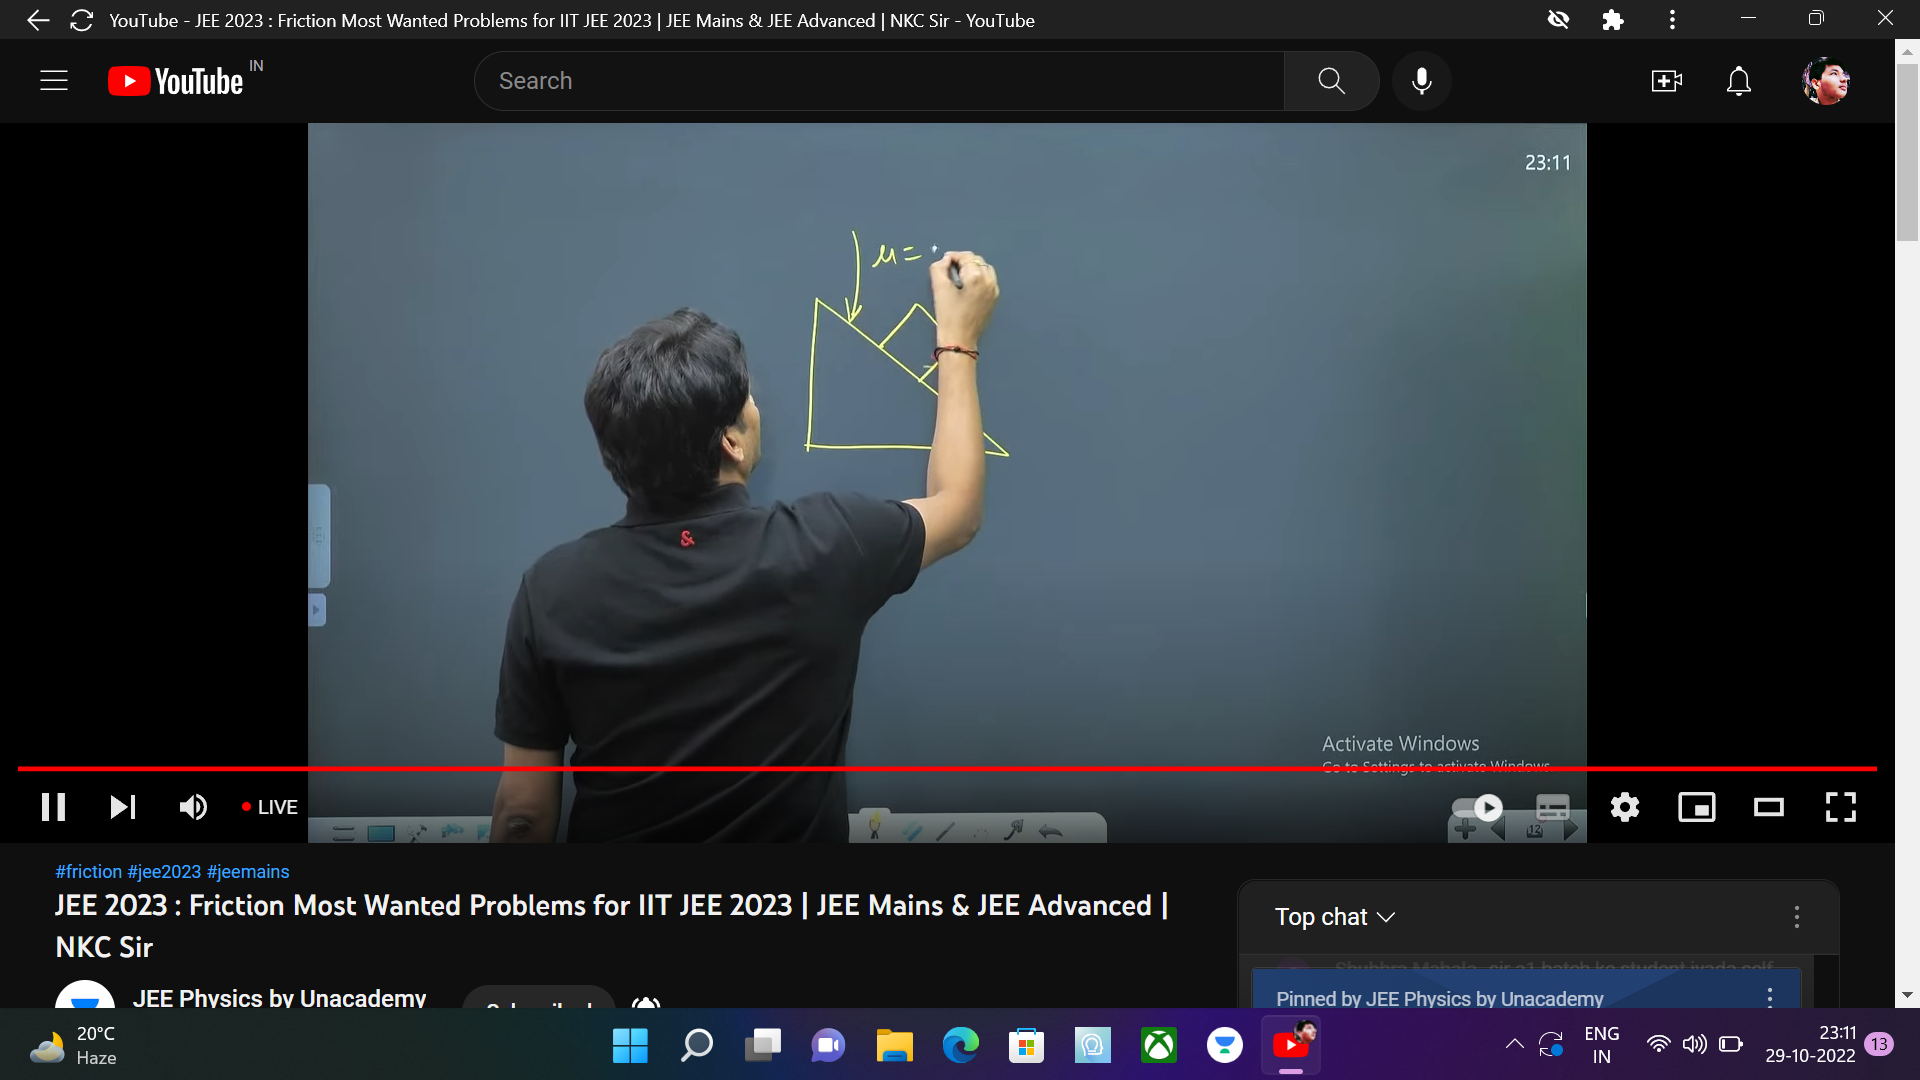 YouTube - JEE 2023 : Friction Most Wanted Problems for IIT JEE 2023 | JEE Mains & JEE Advanced | NKC Sir - YouTube
YouTube IN
Search
23:11
μ =
&
Activate Windows
Go to Settings to activate Windows.
LIVE
12
#friction #jee2023 #jeemains
JEE 2023 : Friction Most Wanted Problems for IIT JEE 2023 | JEE Mains & JEE Advanced |
NKC Sir
JEE Physics by Unacademy
Subscribed
Top chat
Pinned by JEE Physics by Unacademy
20°C
Haze
ENG
IN
23:11
29-10-2022
13